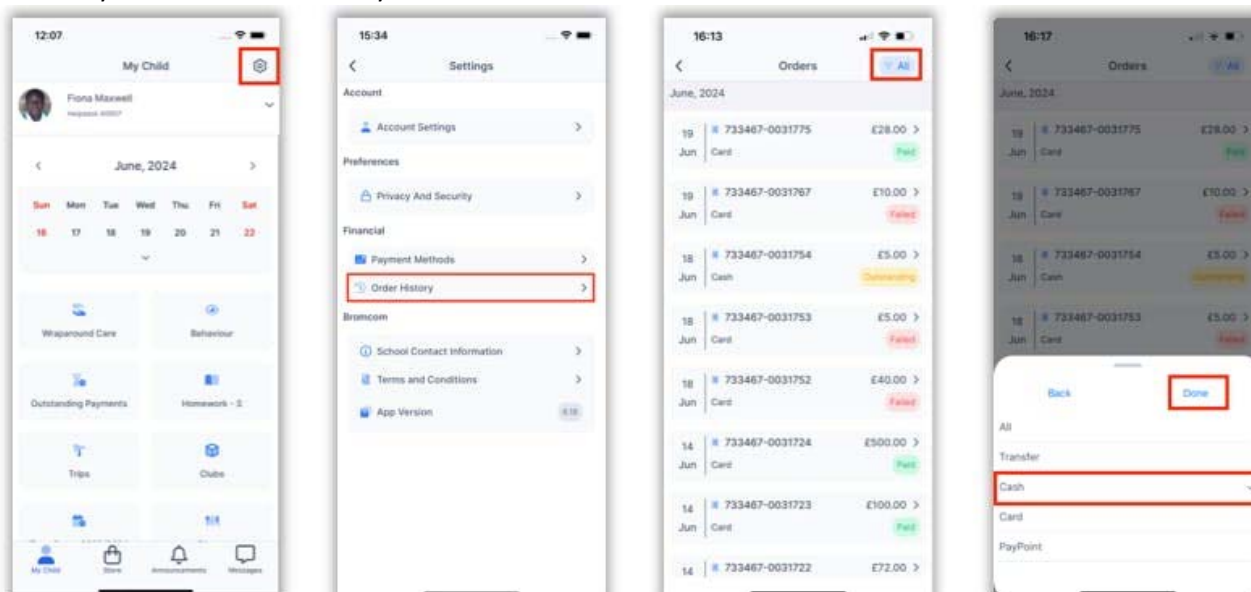 12:07
My Child
Fiona Maxwell
June, 2024
Sun Mon Tue Wed Thu Fri Sat
16 17 18 19 20 21 22
Wraparound Care
Behaviour
Outstanding Payments
Homework - 2
Trips
Clubs
My Child
Store
Announcements
Messages
15:34
Settings
Account
Account Settings
Preferences
Privacy And Security
Financial
Payment Methods
Order History
Bromcom
School Contact Information
Terms and Conditions
App Version
16:13
Orders
All
June, 2024
19 Jun 733467-0031775 £28.00
Card Paid
19 Jun 733467-0031767 £10.00
Card Failed
18 Jun 733467-0031754 £5.00
Cash Outstanding
18 Jun 733467-0031753 £5.00
Card Failed
18 Jun 733467-0031752 £40.00
Card Failed
14 Jun 733467-0031724 £500.00
Card Paid
14 Jun 733467-0031723 £100.00
Card Paid
14 733467-0031722 £72.00
16:17
Orders
All
June, 2024
19 Jun 733467-0031775 £28.00
Card Paid
19 Jun 733467-0031767 £10.00
Card Failed
18 Jun 733467-0031754 £5.00
Cash Outstanding
18 Jun 733467-0031753 £5.00
Card Failed
Back
Done
All
Transfer
Cash
Card
PayPoint